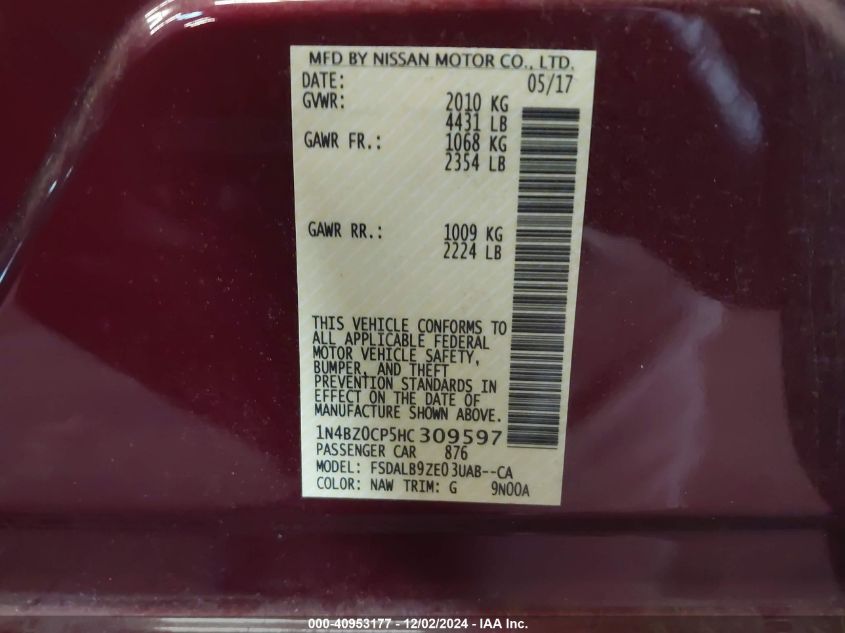 MFD BY NISSAN MOTOR CO., LTD.
DATE: 05/17
GVWR: 2010 KG
4431 LB
GAWR FR.: 1068 KG
2354 LB
GAWR RR.: 1009 KG
2224 LB
THIS VEHICLE CONFORMS TO
ALL APPLICABLE FEDERAL
MOTOR VEHICLE SAFETY,
BUMPER, AND THEFT
PREVENTION STANDARDS IN
EFFECT ON THE DATE OF
MANUFACTURE SHOWN ABOVE.
1N4BZ0CP5HC309597
PASSENGER CAR 876
MODEL: FSDALB9ZE03UAB--CA
COLOR: NAW TRIM: G 9N00A
000-40953177 - 12/02/2024 - IAA Inc.